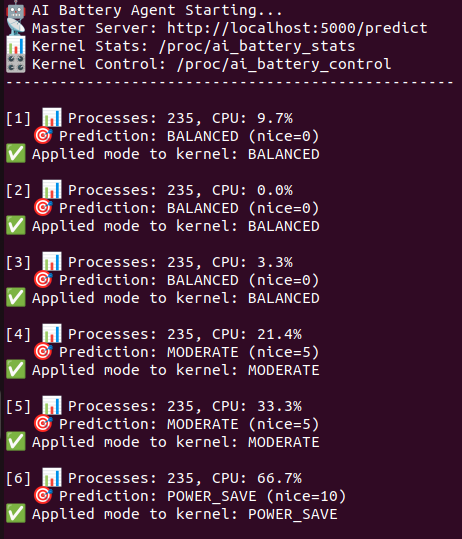 🤖 AI Battery Agent Starting...
📡 Master Server: http://localhost:5000/predict
📊 Kernel Stats: /proc/ai_battery_stats
🎛️ Kernel Control: /proc/ai_battery_control
--------------------------------------------------
[1] 📊 Processes: 235, CPU: 9.7%
🎯 Prediction: BALANCED (nice=0)
✅ Applied mode to kernel: BALANCED
[2] 📊 Processes: 235, CPU: 0.0%
🎯 Prediction: BALANCED (nice=0)
✅ Applied mode to kernel: BALANCED
[3] 📊 Processes: 235, CPU: 3.3%
🎯 Prediction: BALANCED (nice=0)
✅ Applied mode to kernel: BALANCED
[4] 📊 Processes: 235, CPU: 21.4%
🎯 Prediction: MODERATE (nice=5)
✅ Applied mode to kernel: MODERATE
[5] 📊 Processes: 235, CPU: 33.3%
🎯 Prediction: MODERATE (nice=5)
✅ Applied mode to kernel: MODERATE
[6] 📊 Processes: 235, CPU: 66.7%
🎯 Prediction: POWER_SAVE (nice=10)
✅ Applied mode to kernel: POWER_SAVE